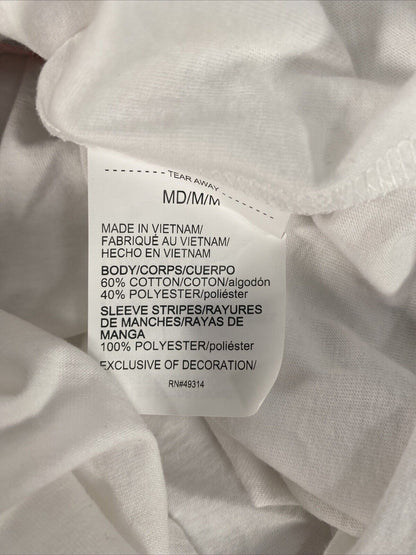 TEAR AWAY
MD/M/M
MADE IN VIETNAM/
FABRIQUÉ AU VIETNAM/
HECHO EN VIETNAM
BODY/CORPS/CUERPO
60% COTTON/COTON/algodón
40% POLYESTER/poliéster
SLEEVE STRIPES/RAYURES
DE MANCHES/RAYAS DE
MANGA
100% POLYESTER/poliéster
EXCLUSIVE OF DECORATION/
RN#49314